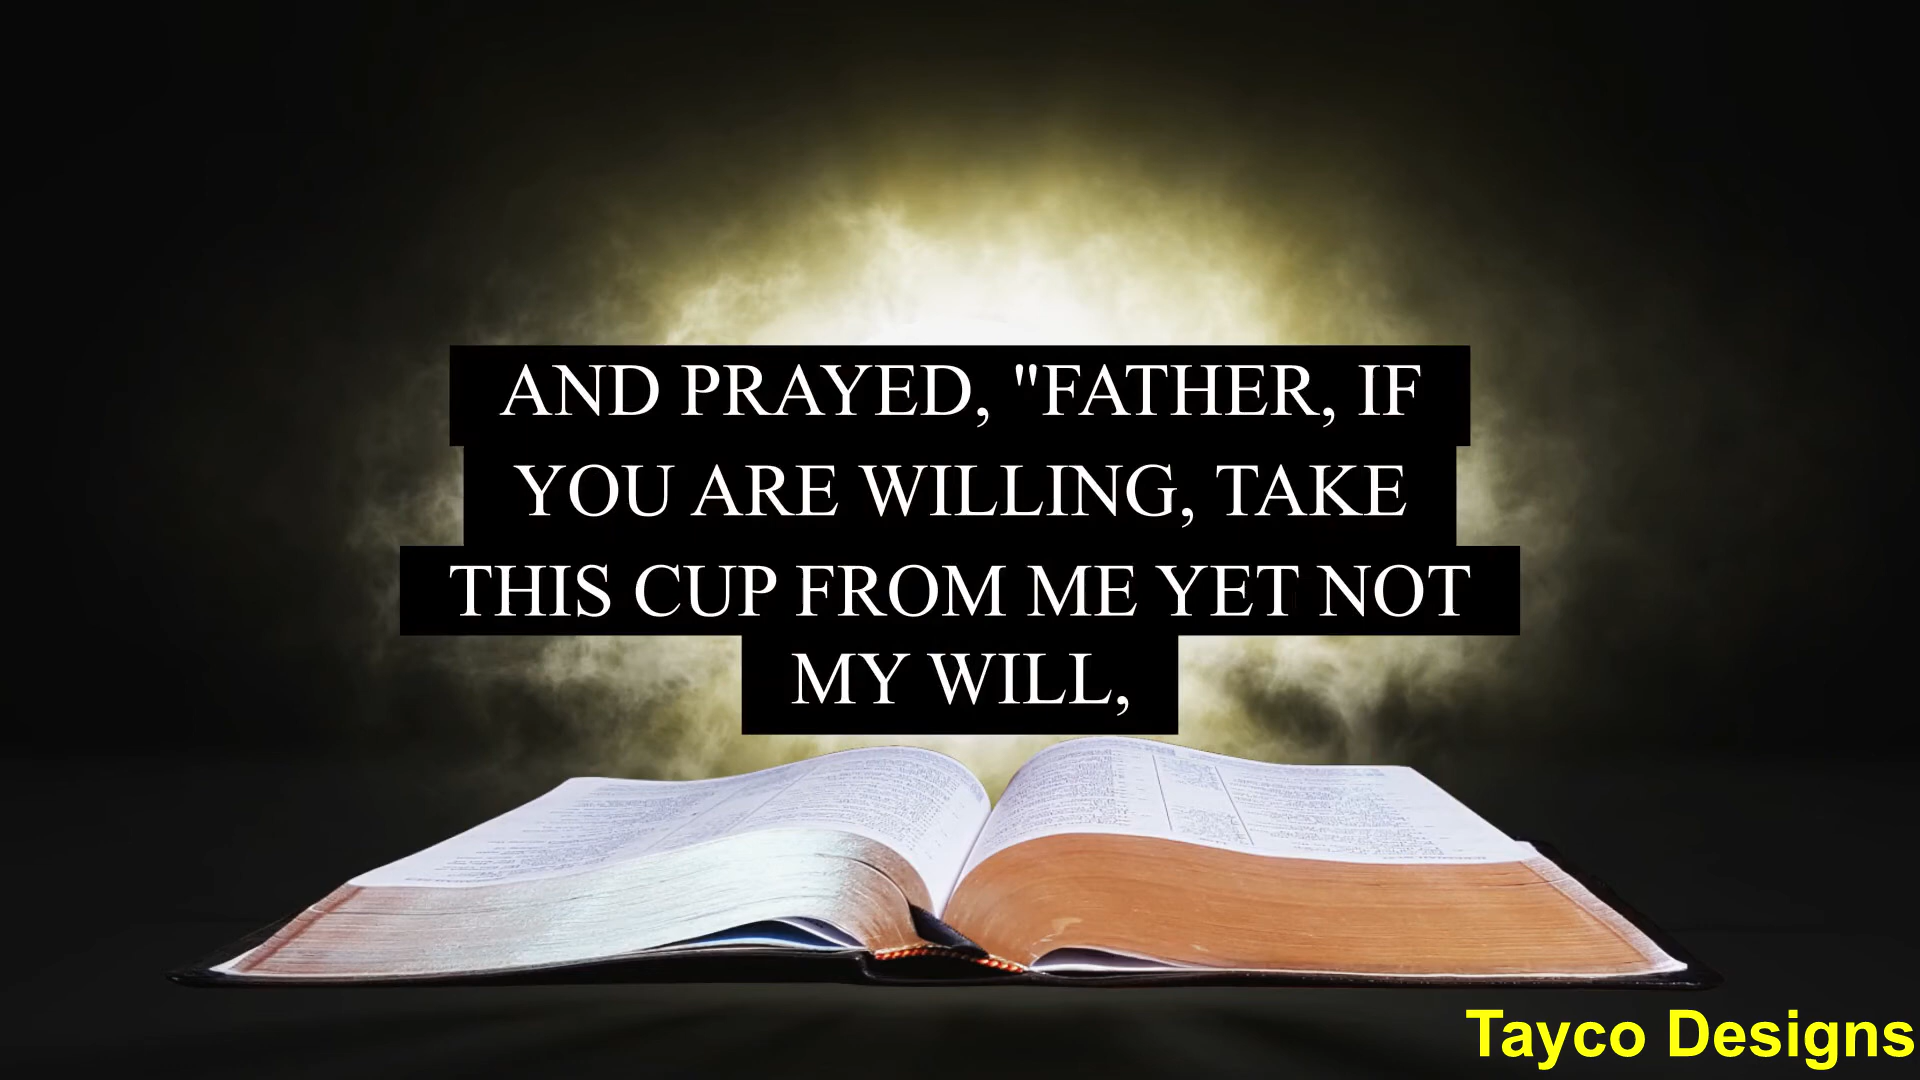 AND PRAYED, "FATHER, IF
YOU ARE WILLING, TAKE
THIS CUP FROM ME YET NOT
MY WILL,
Tayco Designs